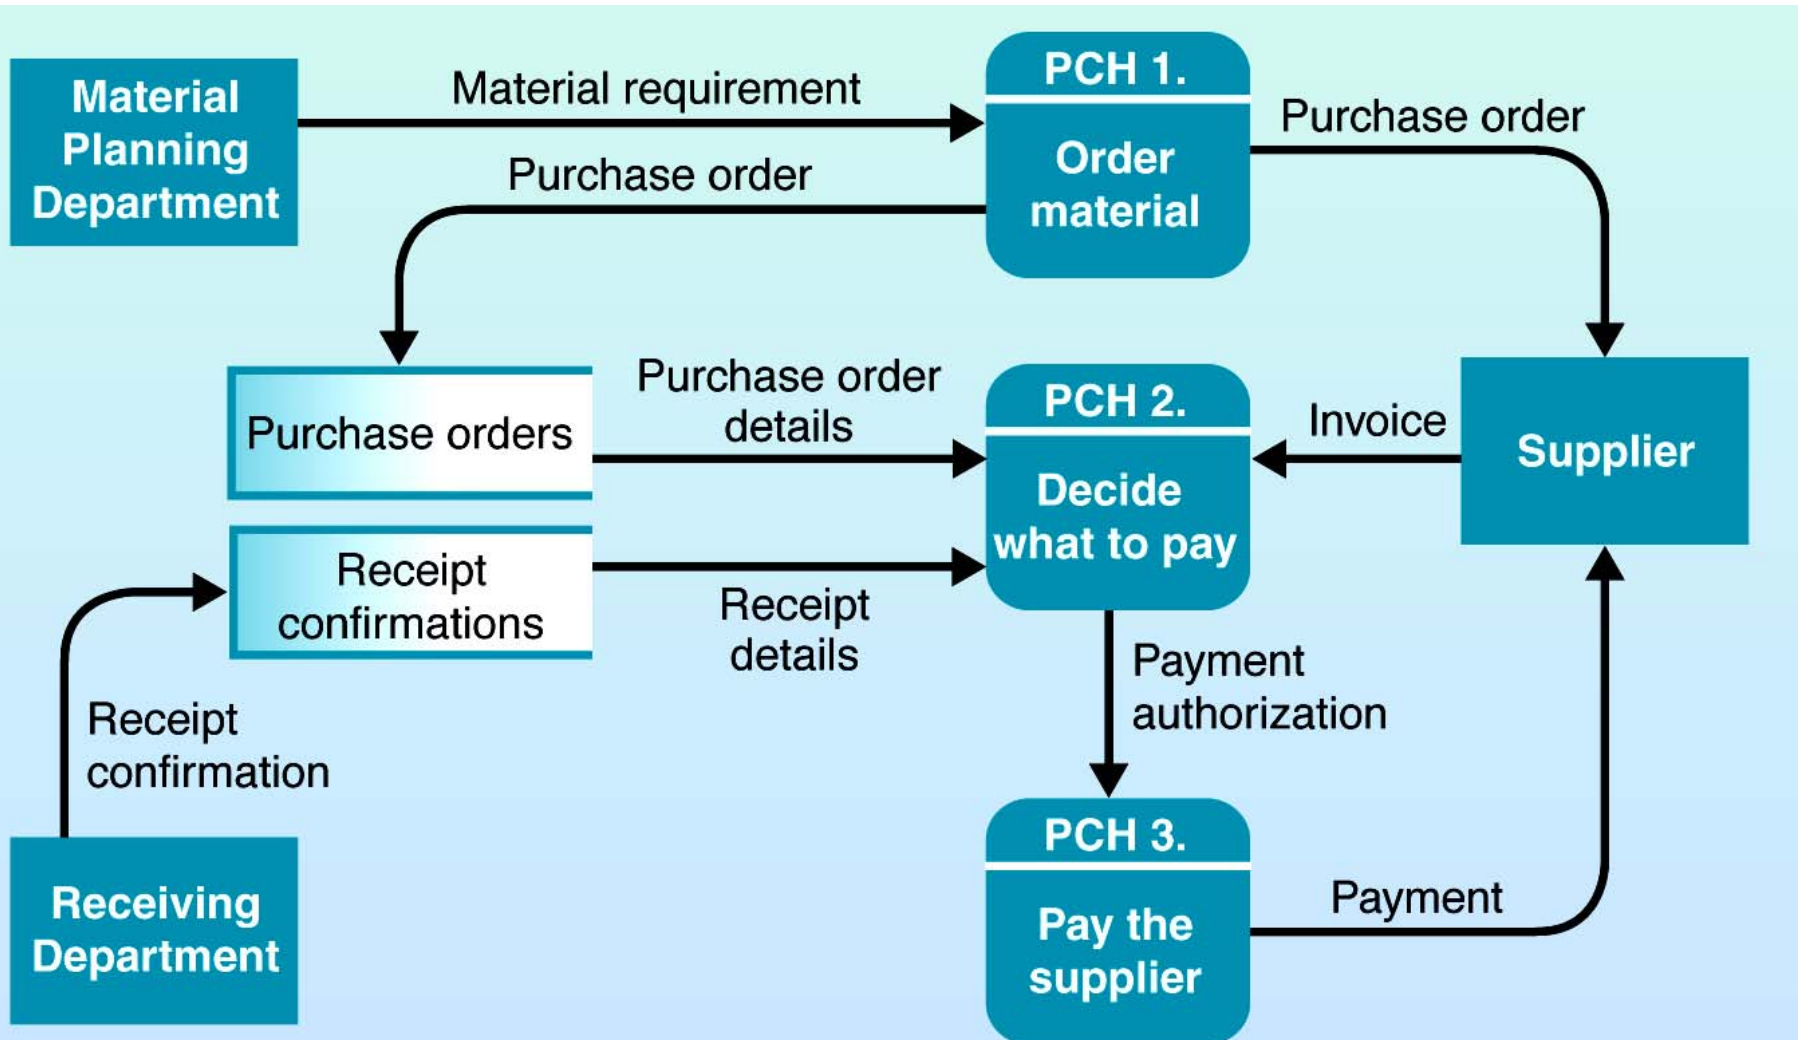 Material
Planning
Department
Material requirement
Purchase order
PCH 1.
Order
material
Purchase order
Purchase orders
Purchase order
details
PCH 2.
Decide
what to pay
Invoice
Supplier
Receipt
confirmations
Receipt
details
Receipt
confirmation
Payment
authorization
Receiving
Department
PCH 3.
Pay the
supplier
Payment